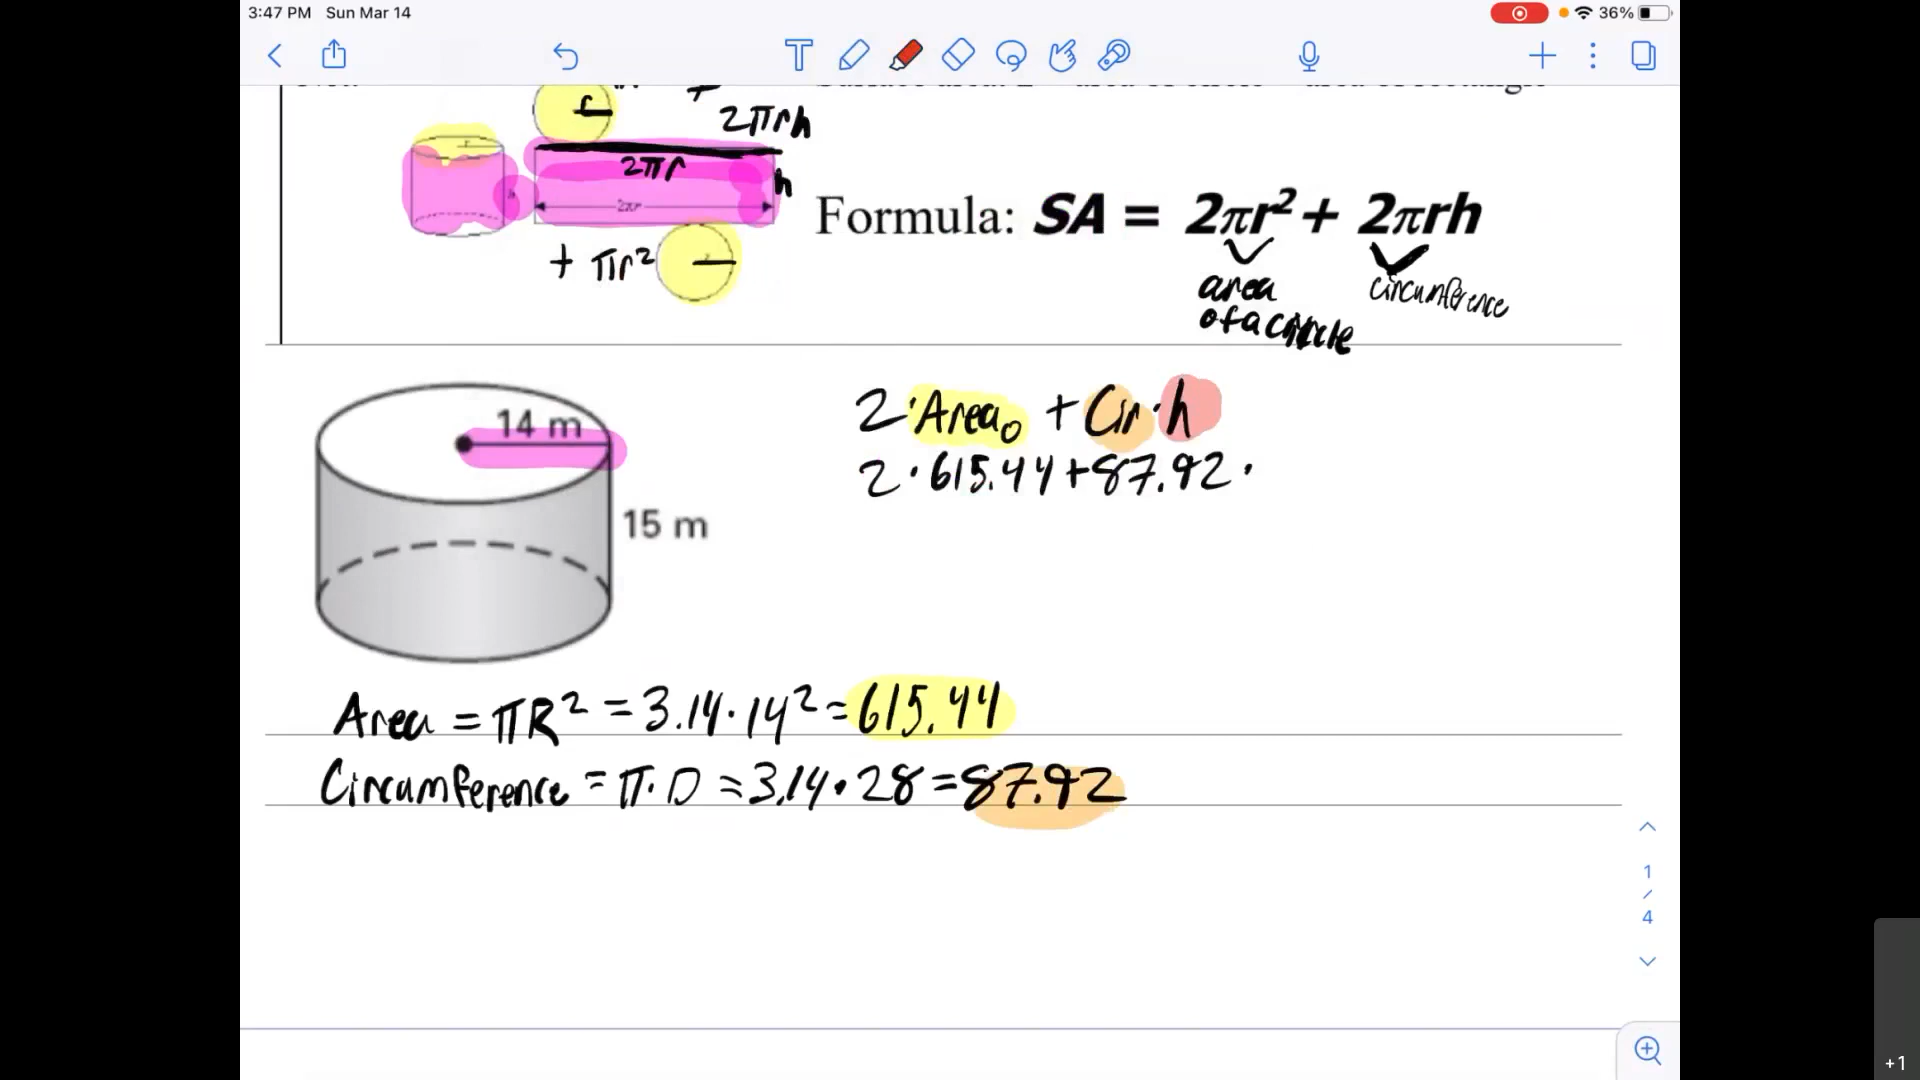 3:47 PM Sun Mar 14
36%
r
2πrh
2πr
h
2πr
+ πr²
Formula: SA = 2πr² + 2πrh
area of a circle
circumference
14 m
15 m
2 · Area + Cir · h
2 · 615.44 + 87.92 ·
Area = πR² = 3.14 · 14² = 615.44
Circumference = π · D = 3.14 · 28 = 87.92
1
/
4
+1